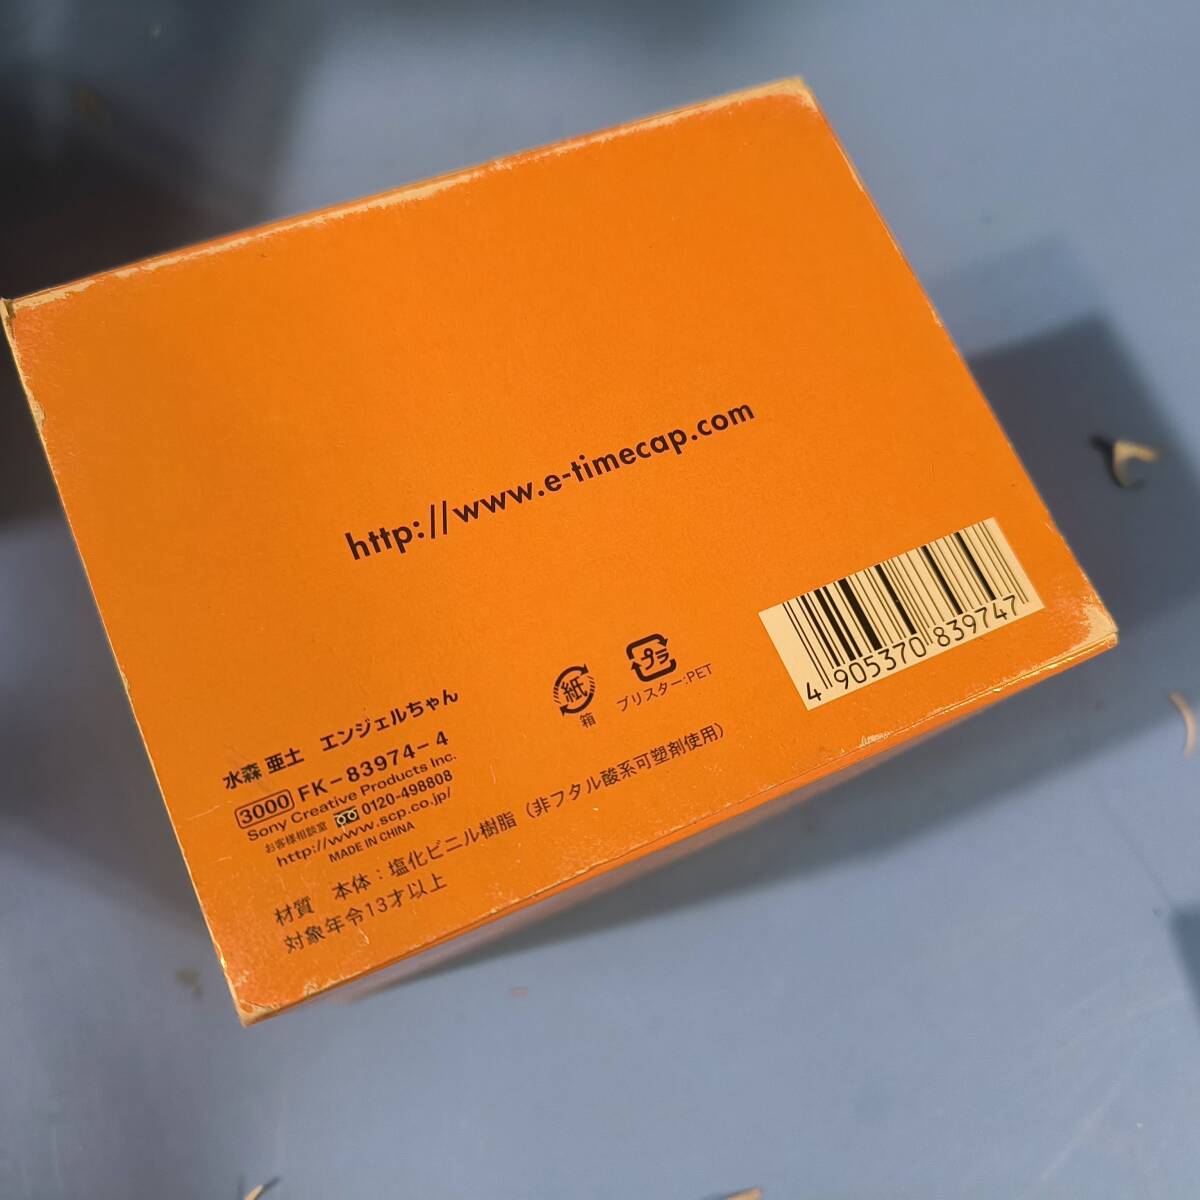 http://www.e-timecap.com
4 905370 839747
紙
箱
プラ
ブリスター:PET
水森 亜土　エンジェルちゃん
3000 FK-83974-4
Sony Creative Products Inc.
お客様相談室 0120-498808
http://www.scp.co.jp/
MADE IN CHINA
材質　本体：塩化ビニル樹脂（非フタル酸系可塑剤使用）
対象年令13才以上